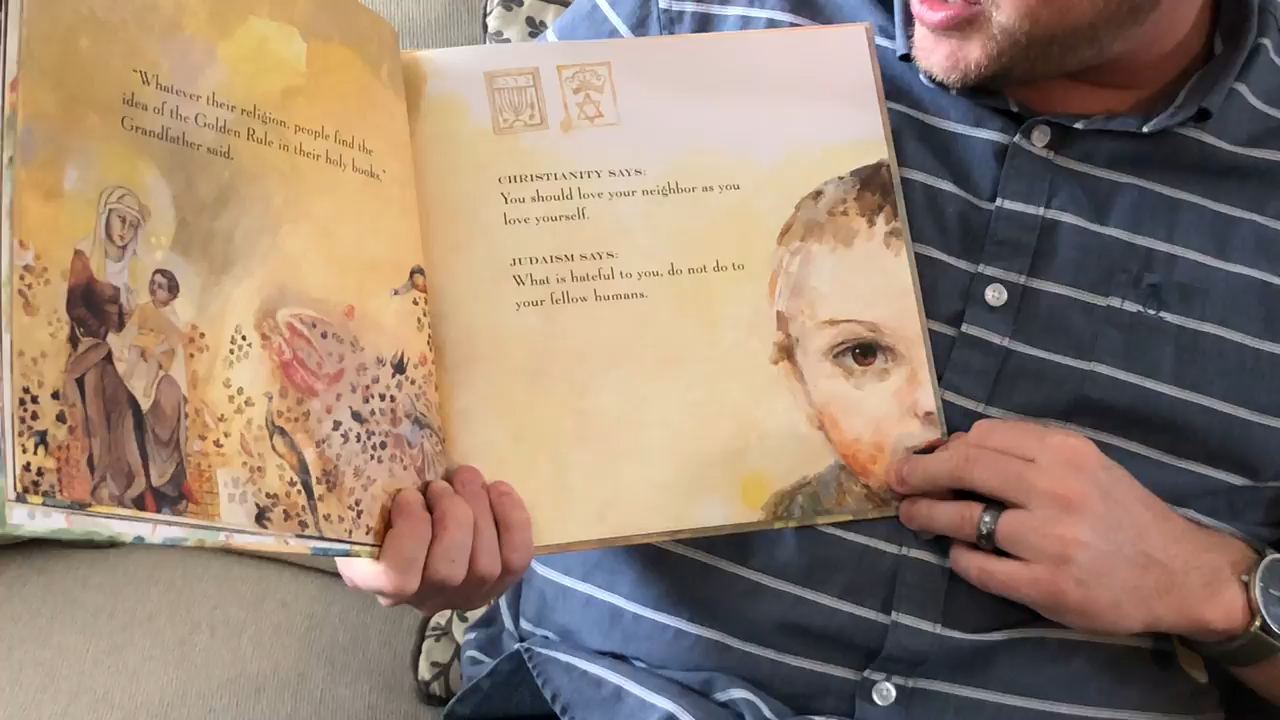 "Whatever their religion, people find the
idea of the Golden Rule in their holy books,"
Grandfather said.
CHRISTIANITY SAYS:
You should love your neighbor as you
love yourself.
JUDAISM SAYS:
What is hateful to you, do not do to
your fellow humans.